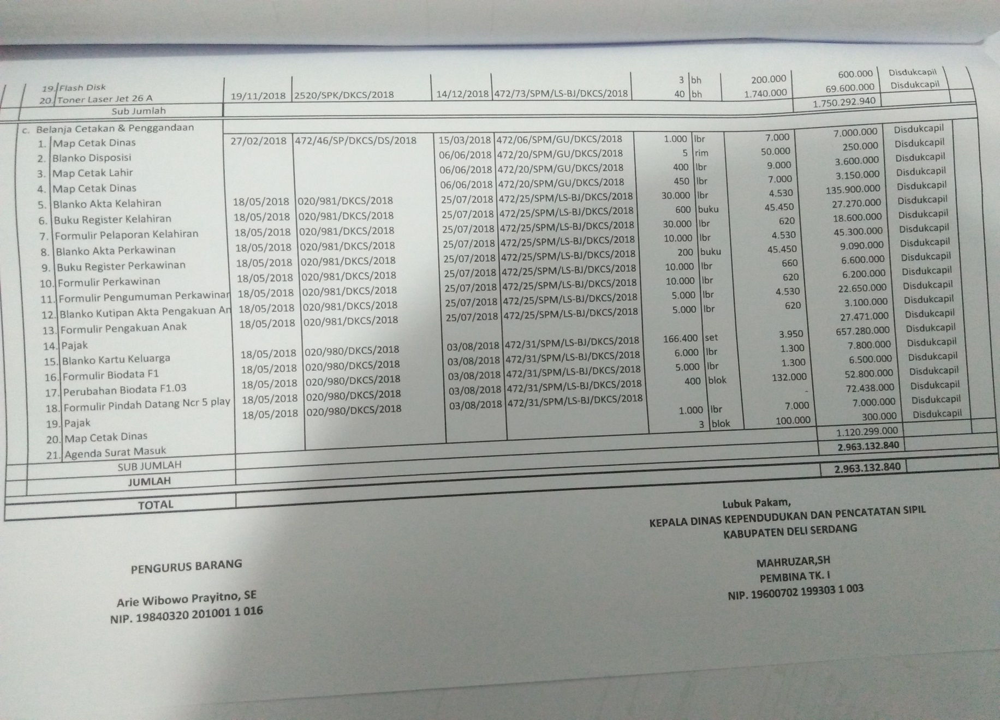 19. Flash Disk 3 bh 200.000 600.000 Disdukcapil
20. Toner Laser Jet 26 A 19/11/2018 2520/SPK/DKCS/2018 14/12/2018 472/73/SPM/LS-BJ/DKCS/2018 40 bh 1.740.000 69.600.000 Disdukcapil
Sub Jumlah 1.750.292.940
c. Belanja Cetakan & Penggandaan
1. Map Cetak Dinas 27/02/2018 472/46/SP/DKCS/DS/2018 15/03/2018 472/06/SPM/GU/DKCS/2018 1.000 lbr 7.000 7.000.000 Disdukcapil
2. Blanko Disposisi 06/06/2018 472/20/SPM/GU/DKCS/2018 5 rim 50.000 250.000 Disdukcapil
3. Map Cetak Lahir 06/06/2018 472/20/SPM/GU/DKCS/2018 400 lbr 9.000 3.600.000 Disdukcapil
4. Map Cetak Dinas 06/06/2018 472/20/SPM/GU/DKCS/2018 450 lbr 7.000 3.150.000 Disdukcapil
5. Blanko Akta Kelahiran 18/05/2018 020/981/DKCS/2018 25/07/2018 472/25/SPM/LS-BJ/DKCS/2018 30.000 lbr 4.530 135.900.000 Disdukcapil
6. Buku Register Kelahiran 18/05/2018 020/981/DKCS/2018 25/07/2018 472/25/SPM/LS-BJ/DKCS/2018 600 buku 45.450 27.270.000 Disdukcapil
7. Formulir Pelaporan Kelahiran 18/05/2018 020/981/DKCS/2018 25/07/2018 472/25/SPM/LS-BJ/DKCS/2018 30.000 lbr 620 18.600.000 Disdukcapil
8. Blanko Akta Perkawinan 18/05/2018 020/981/DKCS/2018 25/07/2018 472/25/SPM/LS-BJ/DKCS/2018 10.000 lbr 4.530 45.300.000 Disdukcapil
9. Buku Register Perkawinan 18/05/2018 020/981/DKCS/2018 25/07/2018 472/25/SPM/LS-BJ/DKCS/2018 200 buku 45.450 9.090.000 Disdukcapil
10. Formulir Perkawinan 18/05/2018 020/981/DKCS/2018 25/07/2018 472/25/SPM/LS-BJ/DKCS/2018 10.000 lbr 660 6.600.000 Disdukcapil
11. Formulir Pengumuman Perkawinan 18/05/2018 020/981/DKCS/2018 25/07/2018 472/25/SPM/LS-BJ/DKCS/2018 10.000 lbr 620 6.200.000 Disdukcapil
12. Blanko Kutipan Akta Pengakuan An 18/05/2018 020/981/DKCS/2018 25/07/2018 472/25/SPM/LS-BJ/DKCS/2018 5.000 lbr 4.530 22.650.000 Disdukcapil
13. Formulir Pengakuan Anak 18/05/2018 020/981/DKCS/2018 25/07/2018 472/25/SPM/LS-BJ/DKCS/2018 5.000 lbr 620 3.100.000 Disdukcapil
14. Pajak 27.471.000 Disdukcapil
15. Blanko Kartu Keluarga 18/05/2018 020/980/DKCS/2018 03/08/2018 472/31/SPM/LS-BJ/DKCS/2018 166.400 set 3.950 657.280.000 Disdukcapil
16. Formulir Biodata F1 18/05/2018 020/980/DKCS/2018 03/08/2018 472/31/SPM/LS-BJ/DKCS/2018 6.000 lbr 1.300 7.800.000 Disdukcapil
17. Perubahan Biodata F1.03 18/05/2018 020/980/DKCS/2018 03/08/2018 472/31/SPM/LS-BJ/DKCS/2018 5.000 lbr 1.300 6.500.000 Disdukcapil
18. Formulir Pindah Datang Ncr 5 play 18/05/2018 020/980/DKCS/2018 03/08/2018 472/31/SPM/LS-BJ/DKCS/2018 400 blok 132.000 52.800.000 Disdukcapil
19. Pajak 18/05/2018 020/980/DKCS/2018 03/08/2018 472/31/SPM/LS-BJ/DKCS/2018 - 72.438.000 Disdukcapil
20. Map Cetak Dinas 1.000 lbr 7.000 7.000.000 Disdukcapil
21. Agenda Surat Masuk 3 blok 100.000 300.000 Disdukcapil
SUB JUMLAH 1.120.299.000
JUMLAH 2.963.132.840
TOTAL 2.963.132.840
Lubuk Pakam,
KEPALA DINAS KEPENDUDUKAN DAN PENCATATAN SIPIL
KABUPATEN DELI SERDANG
PENGURUS BARANG
MAHRUZAR,SH
PEMBINA TK. I
NIP. 19600702 199303 1 003
Arie Wibowo Prayitno, SE
NIP. 19840320 201001 1 016